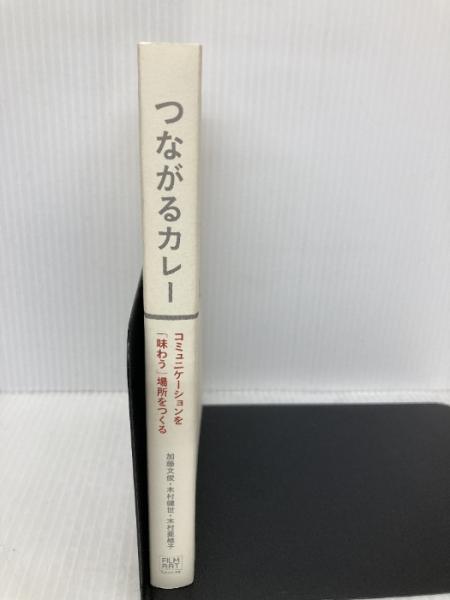 つながるカレー
コミュニケーションを
「味わう」場所をつくる
加藤文俊・木村健世・木村亜維子
FILM
ART